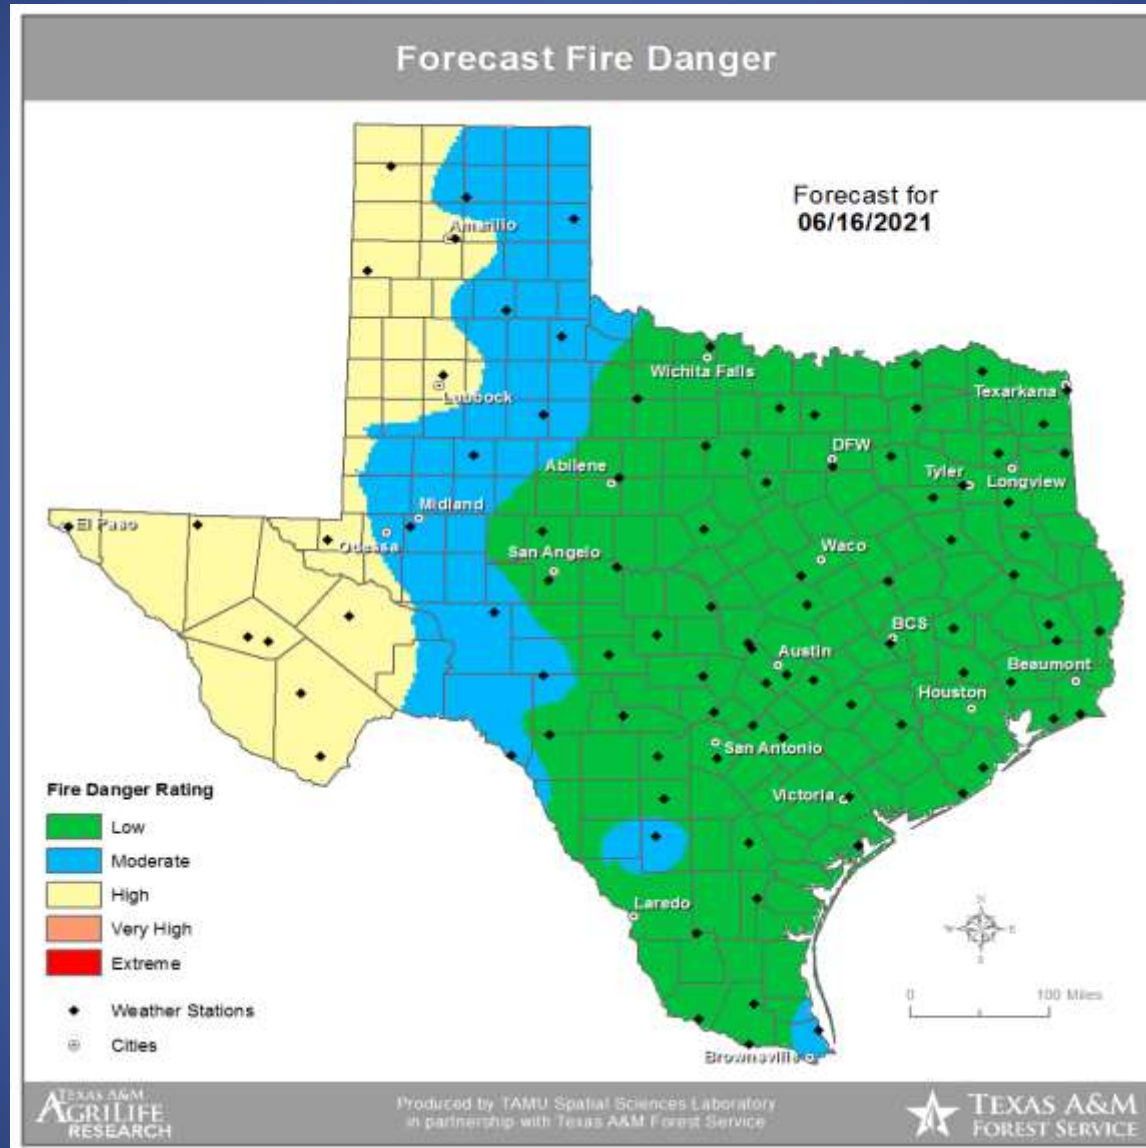 Forecast Fire Danger
Forecast for
06/16/2021
Amarillo
Lubbock
Wichita Falls
Texarkana
DFW
Abilene
Tyler
Longview
Midland
El Paso
Odessa
San Angelo
Waco
BCS
Austin
Beaumont
Houston
San Antonio
Victoria
Laredo
Brownsville
Fire Danger Rating
Low
Moderate
High
Very High
Extreme
Weather Stations
Cities
N
W
E
S
0
100 Miles
TEXAS A&M
AGRILIFE
RESEARCH
Produced by TAMU Spatial Sciences Laboratory
in partnership with Texas A&M Forest Service
TEXAS A&M
FOREST SERVICE